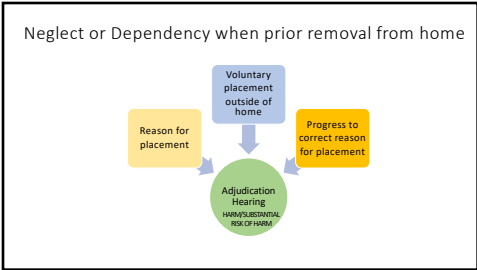 Neglect or Dependency when prior removal from home
Voluntary
placement
outside of
home
Reason for
placement
Progress to
correct reason
for placement
Adjudication
Hearing
HARM/SUBSTANTIAL
RISK OF HARM